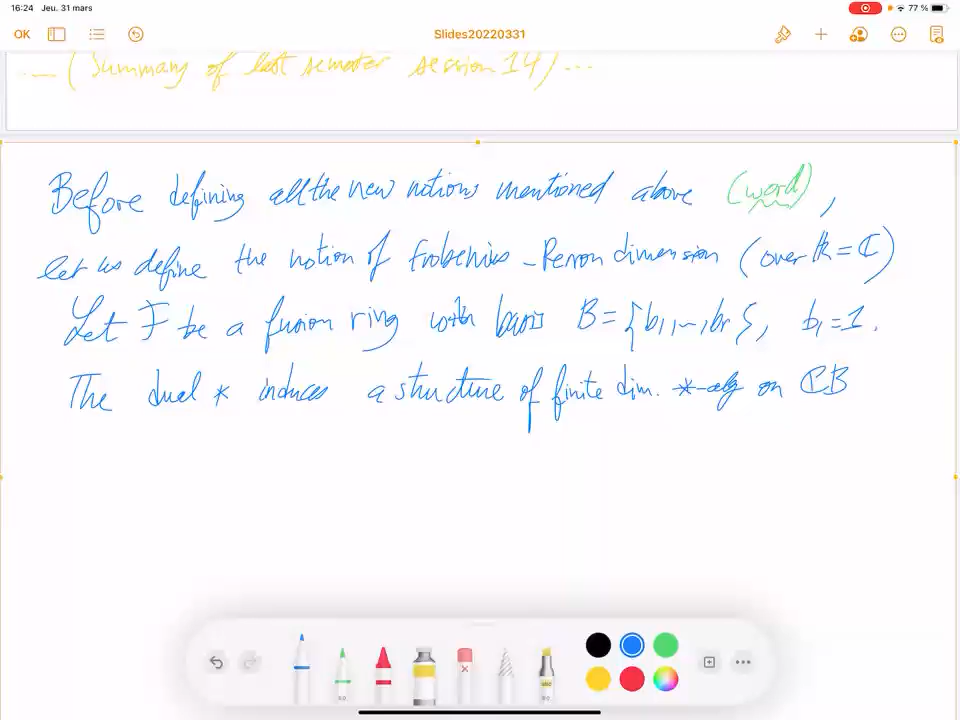 16:24 Jeu. 31 mars 77 %
OK Slides20220331
.... (Summary of last semester session 14) ...
Before defining all the new notions mentioned above (word),
let us define the notion of Frobenius-Perron dimension (over 𝕜 = ℂ)
Let F be a fusion ring with basis B = {b1, ..., br}, b1 = 1.
The dual * induces a structure of finite dim. *-alg on ℂB